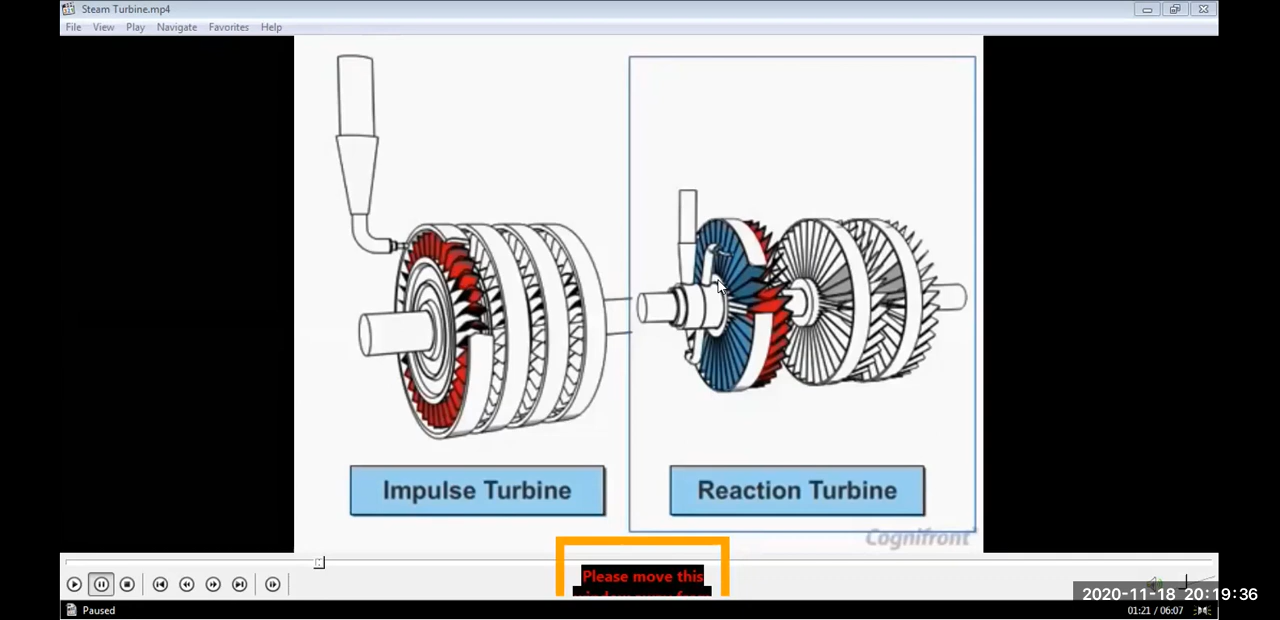 Steam Turbine.mp4
File View Play Navigate Favorites Help
Impulse Turbine
Reaction Turbine
Cognifront
Please move this
2020-11-18 20:19:36
Paused
01:21 / 06:07